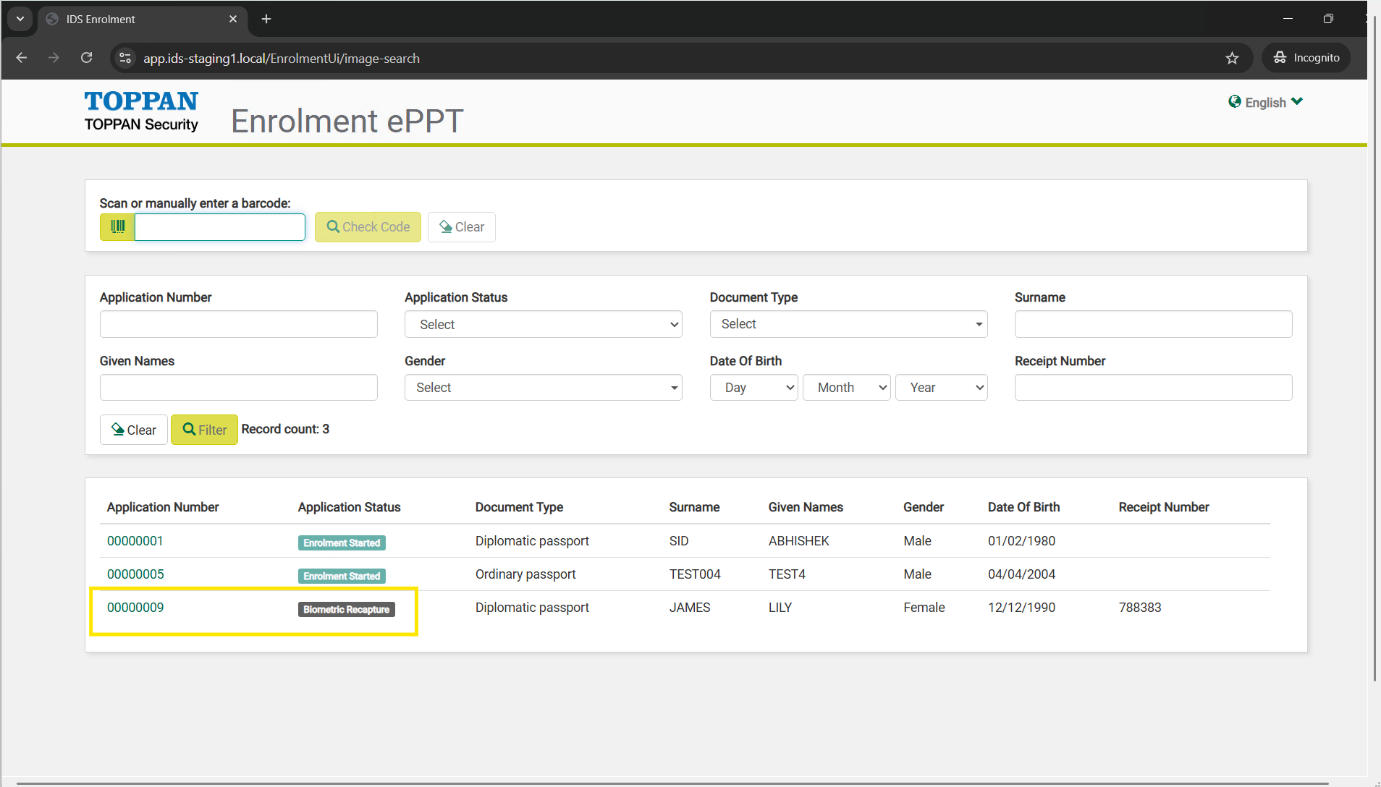 IDS Enrolment
app.ids-staging1.local/EnrolmentUi/image-search
Incognito
TOPPAN
TOPPAN Security
Enrolment ePPT
English
Scan or manually enter a barcode:
Check Code Clear
Application Number Application Status Document Type Surname
Select Select
Given Names Gender Date Of Birth Receipt Number
Select Day Month Year
Clear Filter Record count: 3
Application Number Application Status Document Type Surname Given Names Gender Date Of Birth Receipt Number
00000001 Enrolment Started Diplomatic passport SID ABHISHEK Male 01/02/1980
00000005 Enrolment Started Ordinary passport TEST004 TEST4 Male 04/04/2004
00000009 Biometric Recapture Diplomatic passport JAMES LILY Female 12/12/1990 788383